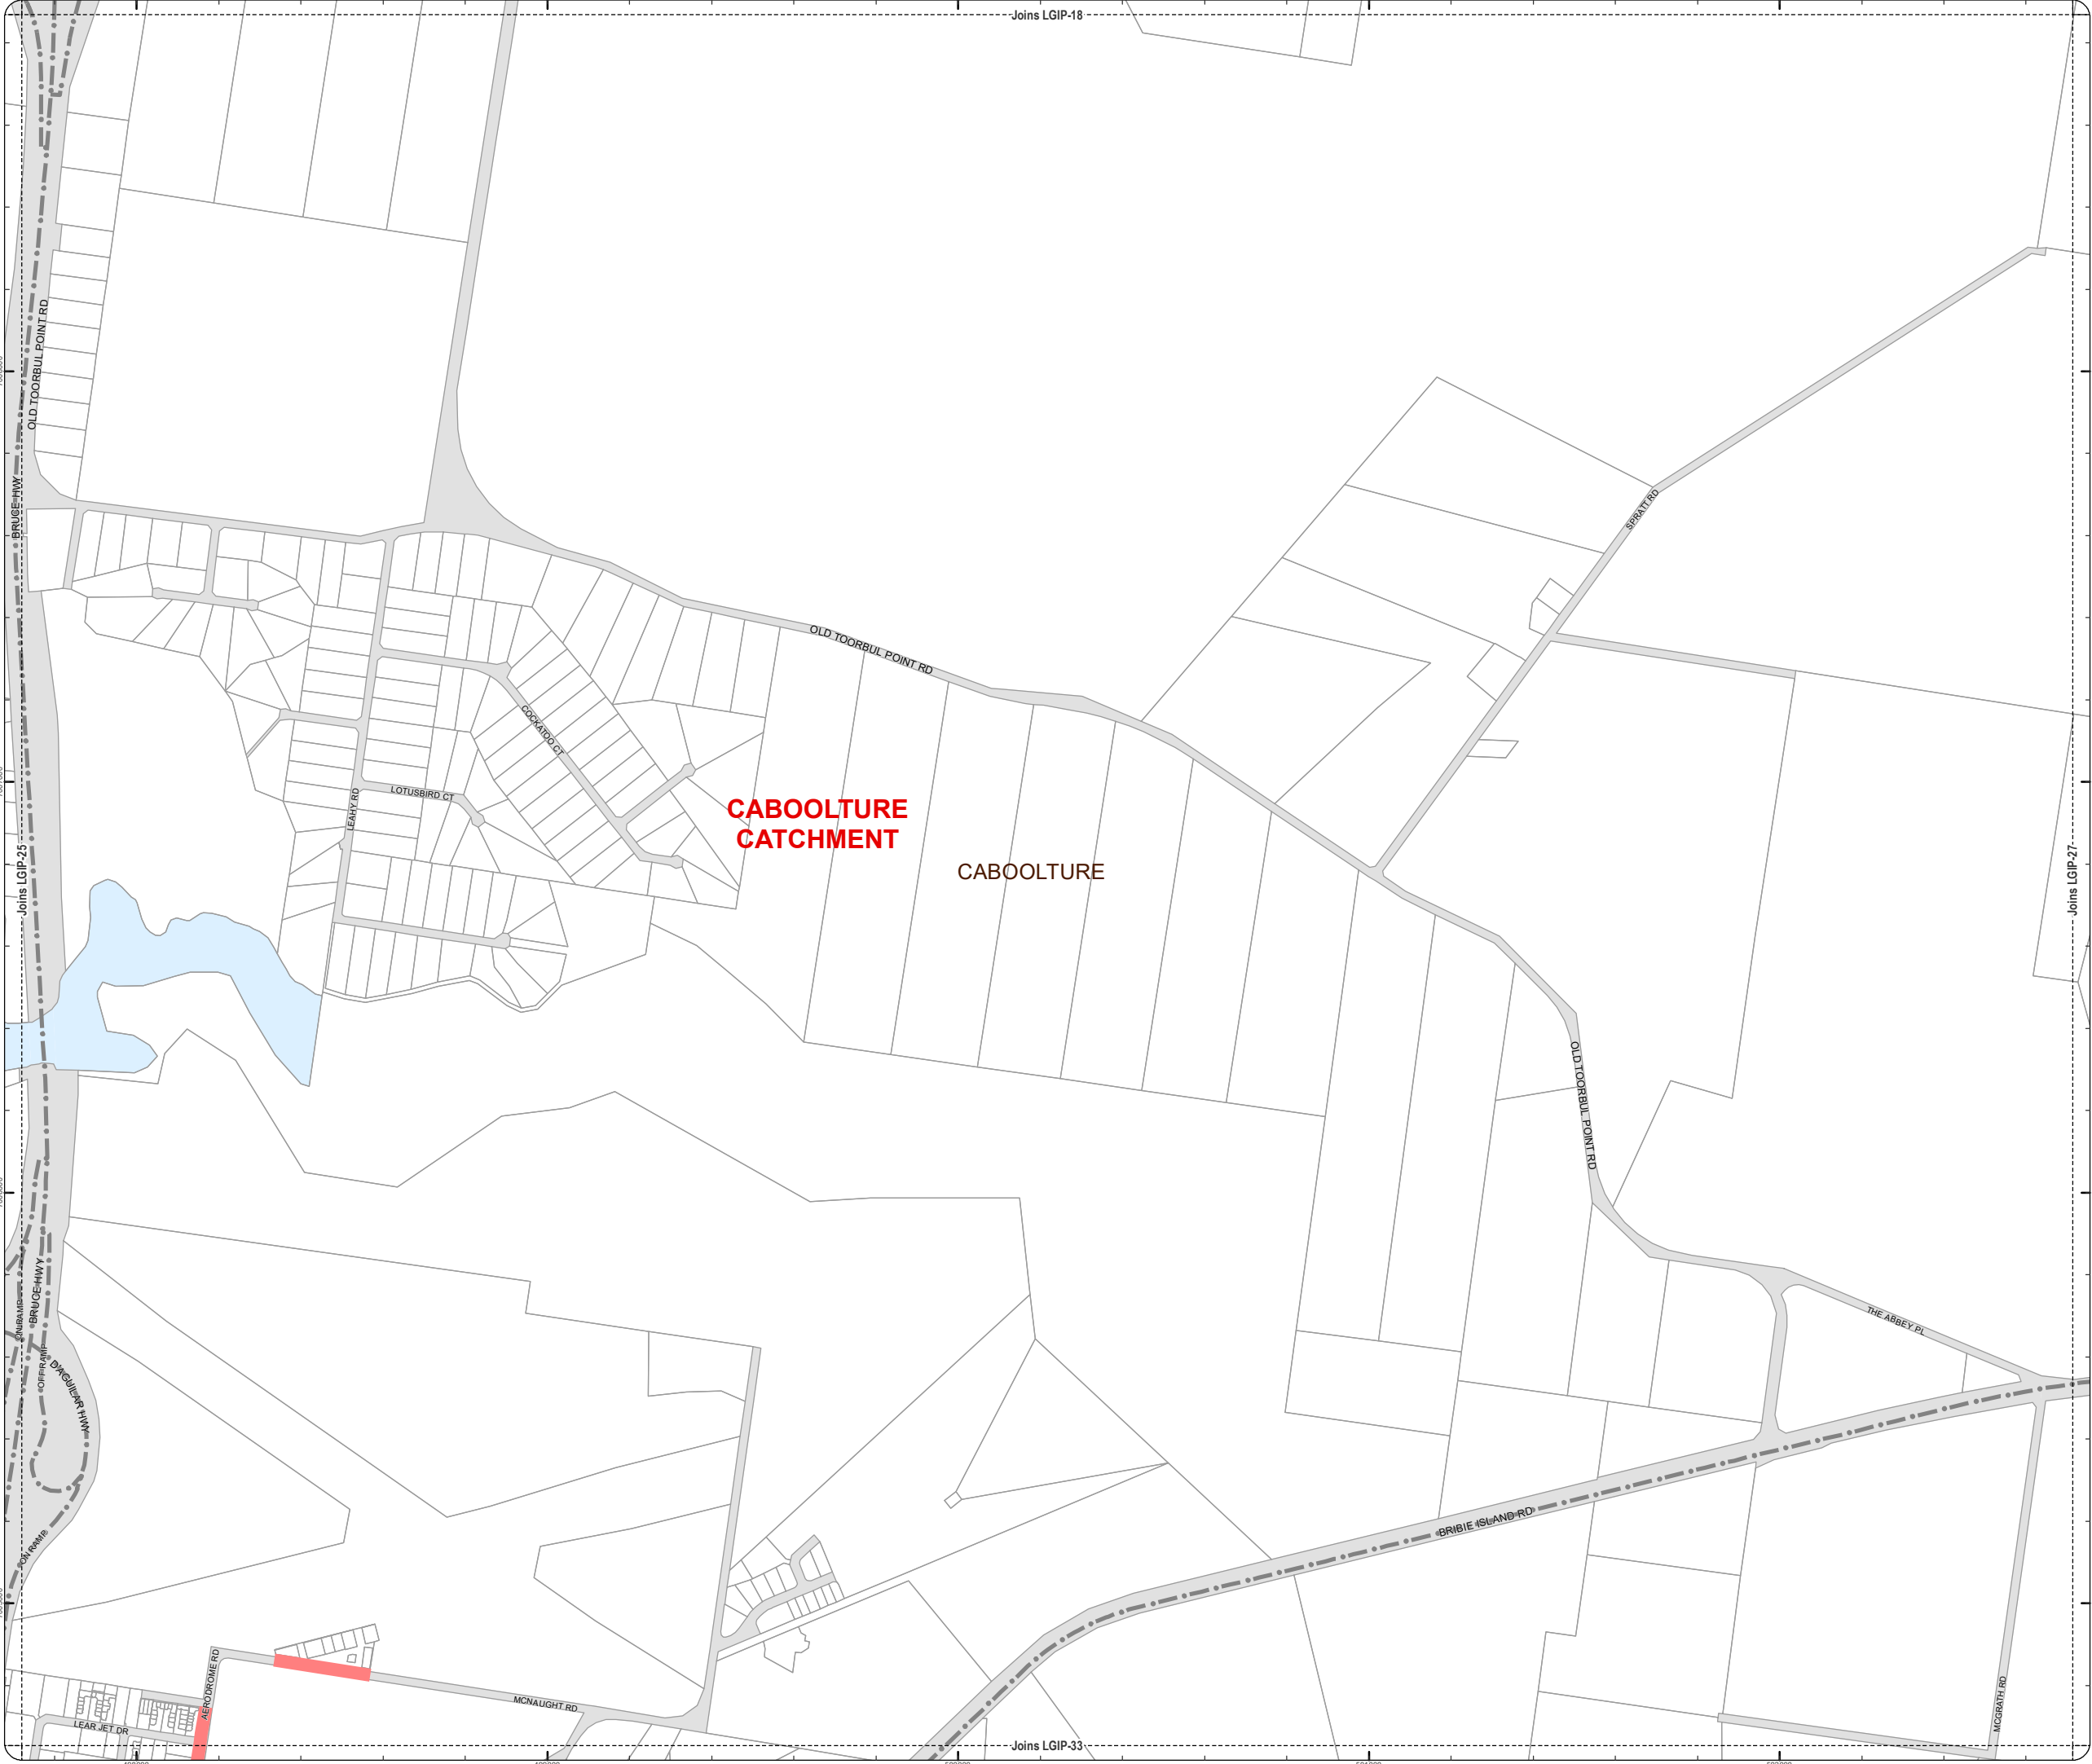 Joins LGIP-18
OLD TOORBUL POINT RD
BRUCE HWY
SPRATT RD
OLD TOORBUL POINT RD
COCKATOO CT
LOTUSBIRD CT
LEAHY RD
CABOOLTURE
CATCHMENT
CABOOLTURE
Joins LGIP-25
Joins LGIP-27
OLD TOORBUL POINT RD
BRUCE HWY
OFF RAMP
D'AGUILAR HWY
THE ABBEY PL
ON RAMP
BRIBIE ISLAND RD
AERODROME RD
MCNAUGHT RD
LEAR JET DR
MCGRATH RD
Joins LGIP-33